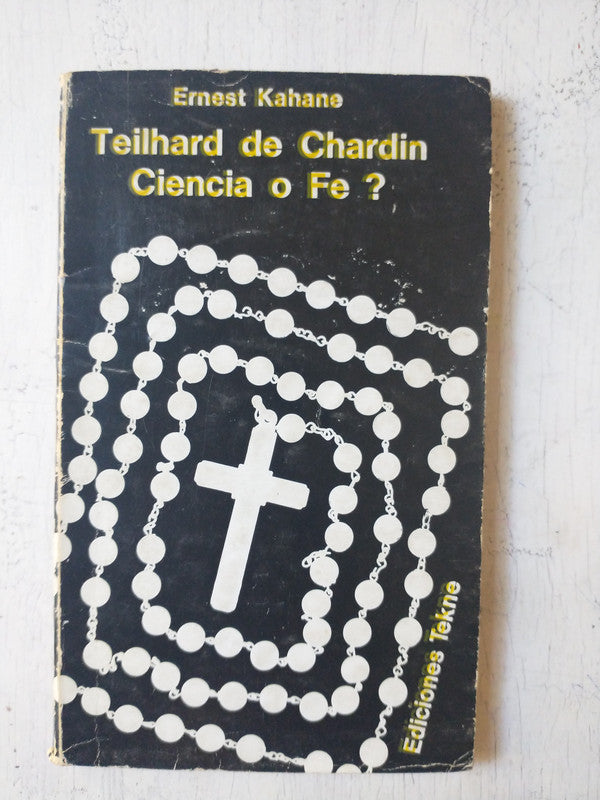 Ernest Kahane
Teilhard de Chardin
Ciencia o Fe ?
Ediciones Tekne